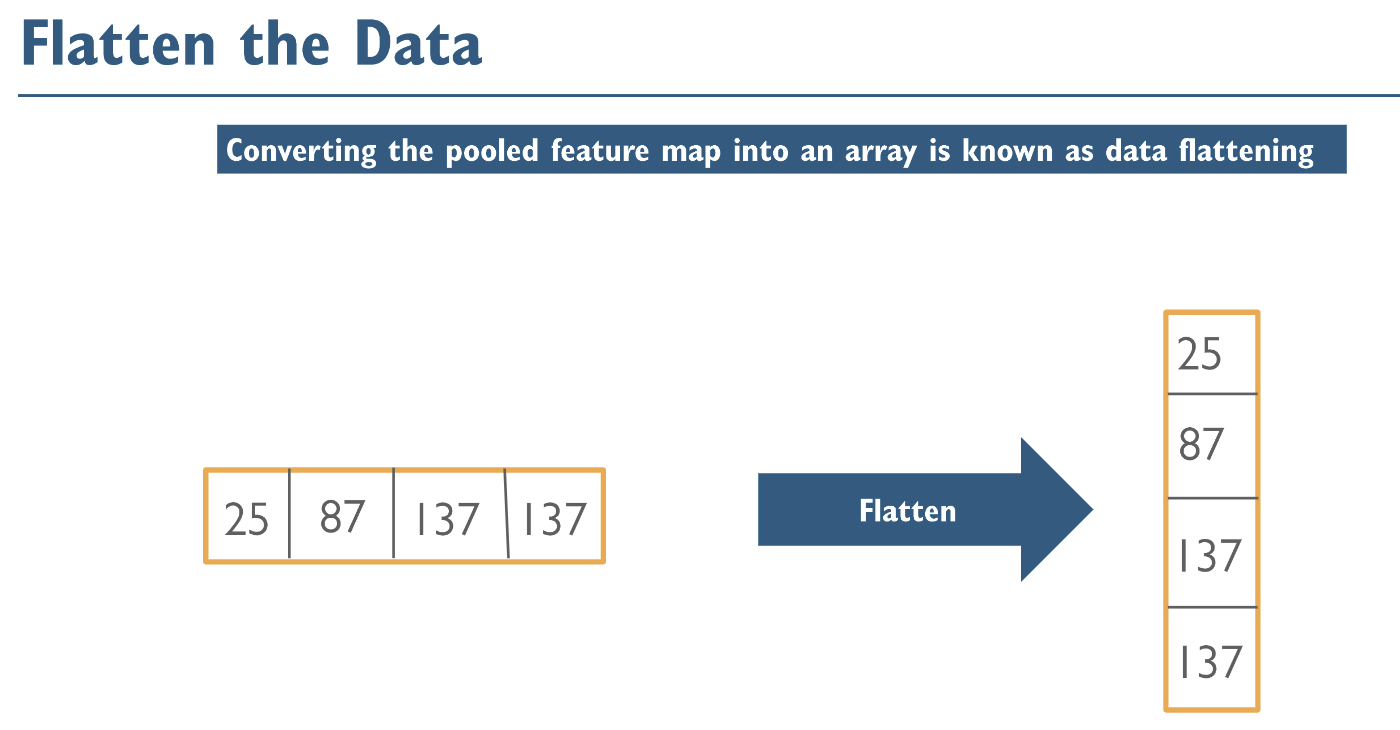 Flatten the Data
Converting the pooled feature map into an array is known as data flattening
25 87 137 137
Flatten
25
87
137
137